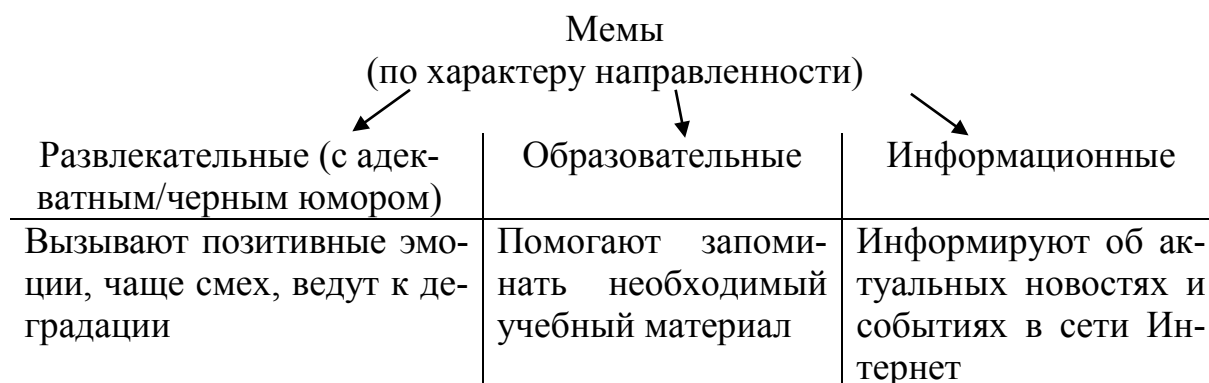 Мемы
(по характеру направленности)
Развлекательные (с адек-
ватным/черным юмором)
Образовательные
Информационные
Вызывают позитивные эмо-
ции, чаще смех, ведут к де-
градации
Помогают запоми-
нать необходимый
учебный материал
Информируют об ак-
туальных новостях и
событиях в сети Ин-
тернет